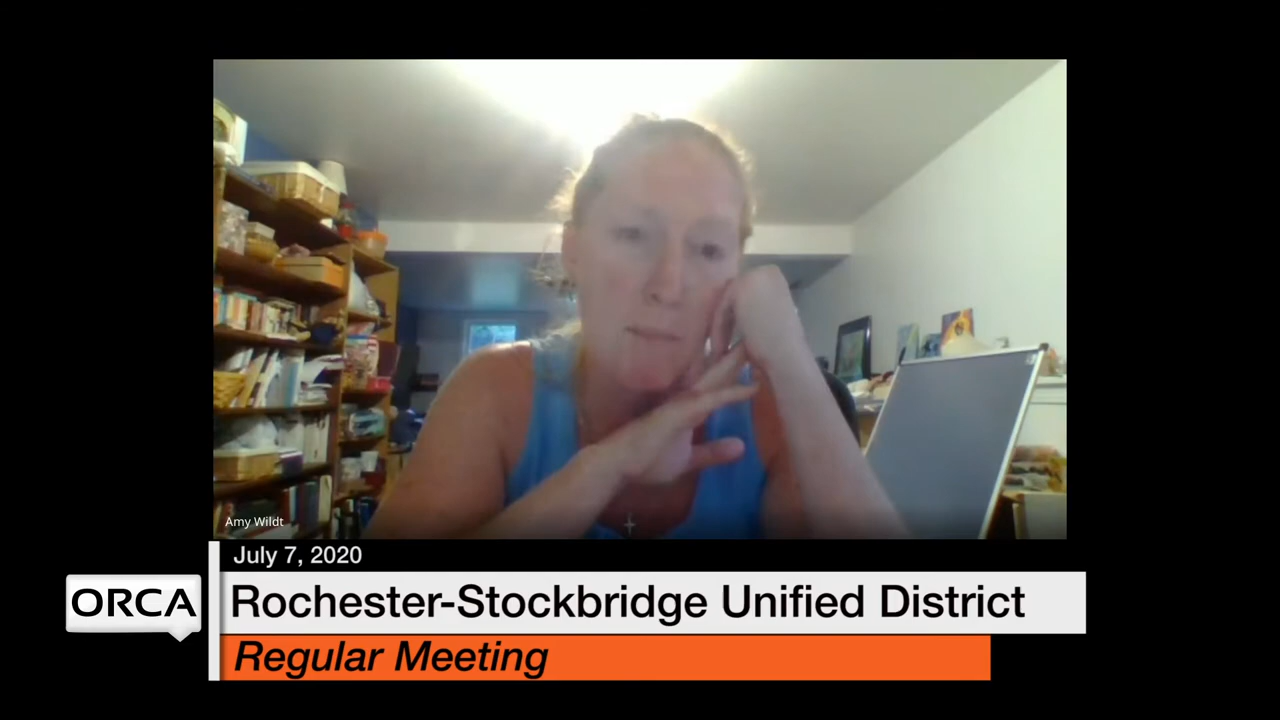 Amy Wildt
July 7, 2020
ORCA
Rochester-Stockbridge Unified District
Regular Meeting